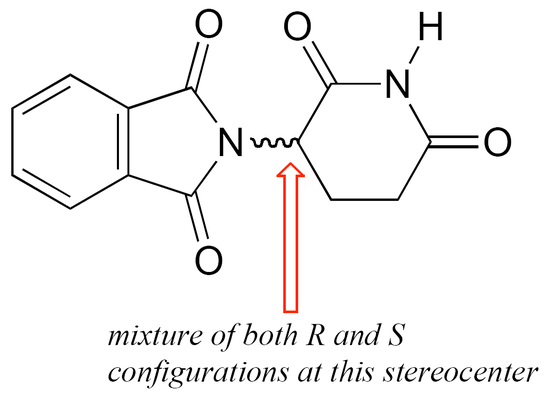 O
O
H
N
N
O
O
mixture of both R and S
configurations at this stereocenter